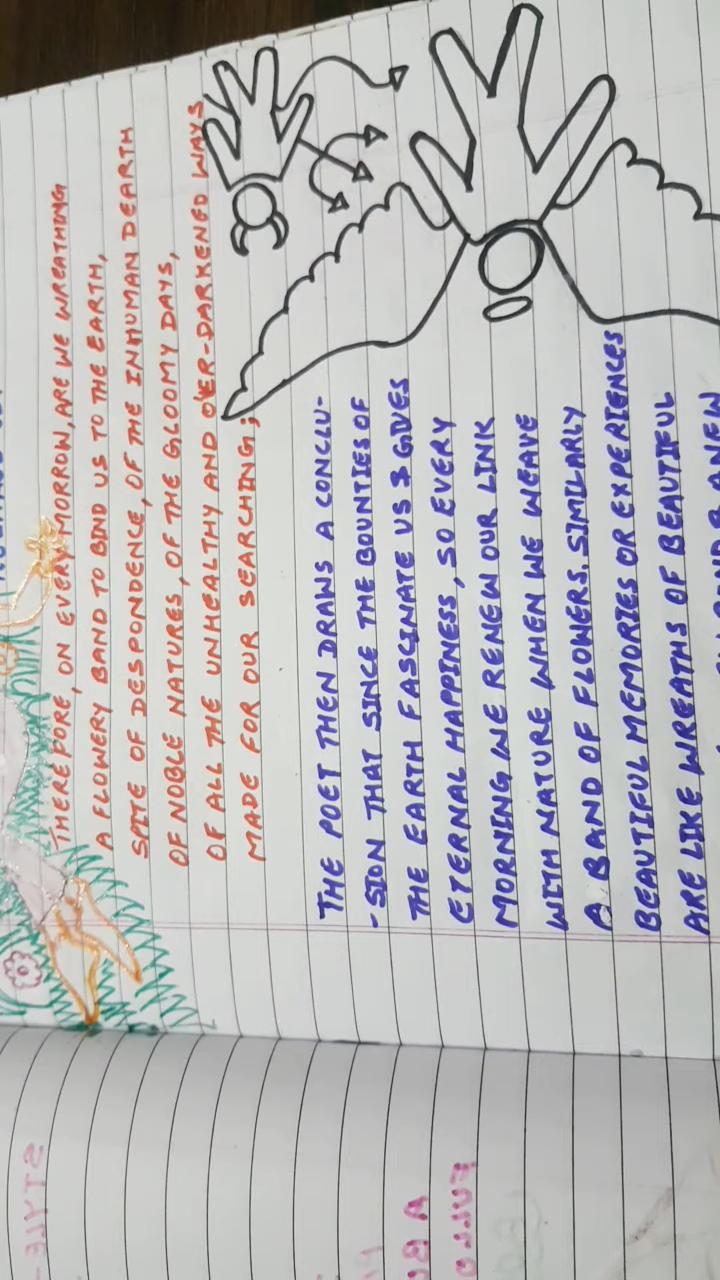 THEREFORE, ON EVERY MORROW, ARE WE WREATHING
A FLOWERY BAND TO BIND US TO THE EARTH,
SPITE OF DESPONDENCE, OF THE INHUMAN DEARTH
OF NOBLE NATURES, OF THE GLOOMY DAYS,
OF ALL THE UNHEALTHY AND OVER-DARKENED WAYS
MADE FOR OUR SEARCHING;
THE POET THEN DRAWS A CONCLU-
-SION THAT SINCE THE BOUNTIES OF
THE EARTH FASCINATE US & GIVES
ETERNAL HAPPINESS, SO EVERY
MORNING WE RENEW OUR LINK
WITH NATURE WHEN WE WEAVE
A BAND OF FLOWERS. SIMILARLY
BEAUTIFUL MEMORIES OR EXPERIENCES
ARE LIKE WREATHS OF BEAUTIFUL
ANEW